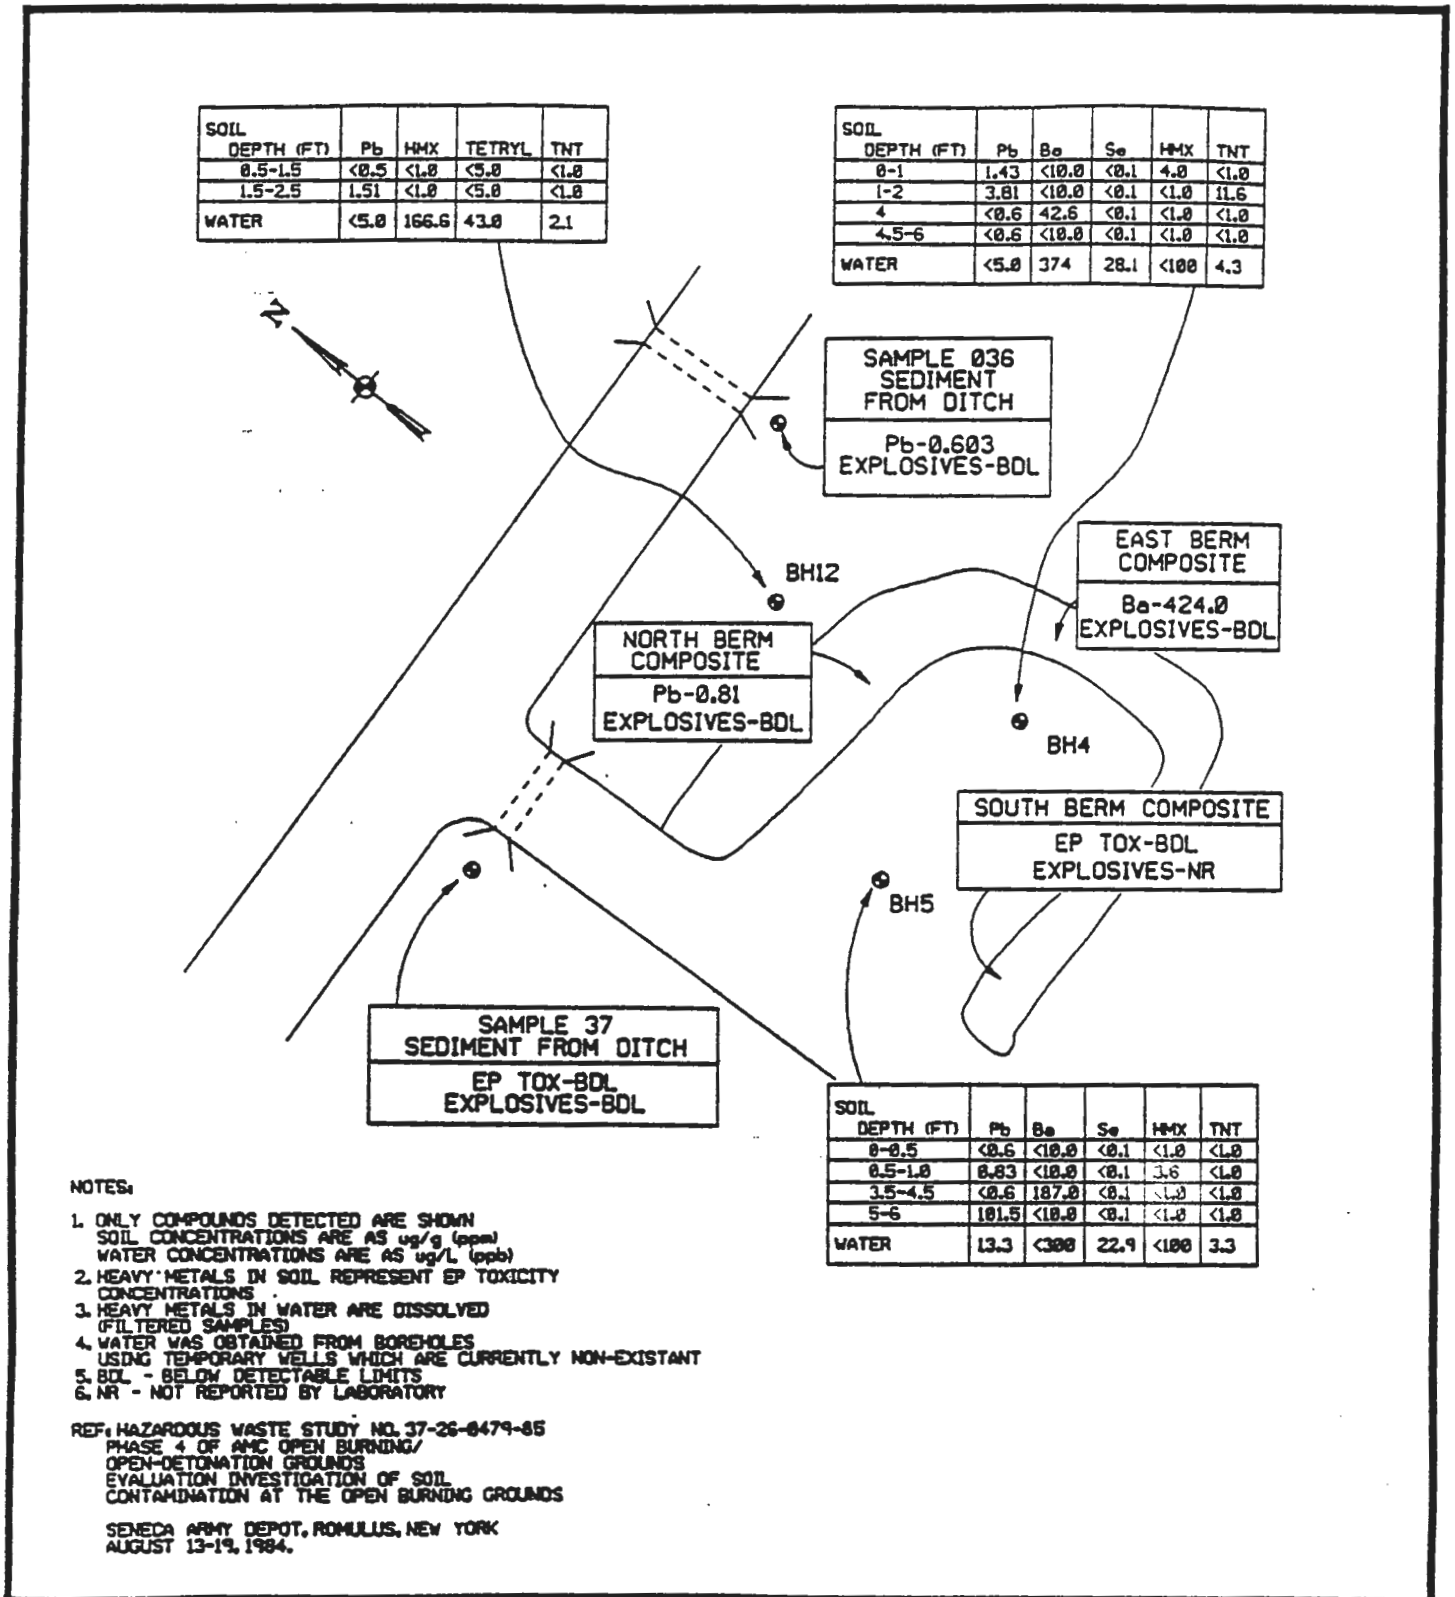 SOIL
DEPTH (FT) Pb HMX TETRYL TNT
0.5-1.5 <0.5 <1.0 <5.0 <1.0
1.5-2.5 1.51 <1.0 <5.0 <1.0
WATER <5.0 166.6 43.0 2.1
SOIL
DEPTH (FT) Pb Ba Se HMX TNT
0-1 1.43 <10.0 <0.1 4.0 <1.0
1-2 3.81 <10.0 <0.1 <1.0 11.6
4 <0.6 42.6 <0.1 <1.0 <1.0
4.5-6 <0.6 <10.0 <0.1 <1.0 <1.0
WATER <5.0 374 28.1 <100 4.3
N
SAMPLE 036
SEDIMENT
FROM DITCH
Pb-0.603
EXPLOSIVES-BDL
EAST BERM
COMPOSITE
Ba-424.0
EXPLOSIVES-BDL
BH12
NORTH BERM
COMPOSITE
Pb-0.81
EXPLOSIVES-BDL
BH4
SOUTH BERM COMPOSITE
EP TOX-BDL
EXPLOSIVES-NR
BH5
SAMPLE 37
SEDIMENT FROM DITCH
EP TOX-BDL
EXPLOSIVES-BDL
SOIL
DEPTH (FT) Pb Ba Se HMX TNT
0-0.5 <0.6 <10.0 <0.1 <1.0 <1.0
0.5-1.0 0.83 <10.0 <0.1 3.6 <1.0
3.5-4.5 <0.6 187.0 <0.1 <1.0 <1.0
5-6 101.5 <10.0 <0.1 <1.0 <1.0
WATER 13.3 <300 22.9 <100 3.3
NOTES:
1. ONLY COMPOUNDS DETECTED ARE SHOWN
SOIL CONCENTRATIONS ARE AS ug/g (ppm)
WATER CONCENTRATIONS ARE AS ug/L (ppb)
2. HEAVY METALS IN SOIL REPRESENT EP TOXICITY
CONCENTRATIONS .
3. HEAVY METALS IN WATER ARE DISSOLVED
(FILTERED SAMPLES)
4. WATER WAS OBTAINED FROM BOREHOLES
USING TEMPORARY WELLS WHICH ARE CURRENTLY NON-EXISTANT
5. BDL - BELOW DETECTABLE LIMITS
6. NR - NOT REPORTED BY LABORATORY
REF: HAZARDOUS WASTE STUDY NO. 37-26-0479-85
PHASE 4 OF AMC OPEN BURNING/
OPEN-DETONATION GROUNDS
EVALUATION INVESTIGATION OF SOIL
CONTAMINATION AT THE OPEN BURNING GROUNDS
SENECA ARMY DEPOT, ROMULUS, NEW YORK
AUGUST 13-19, 1984.